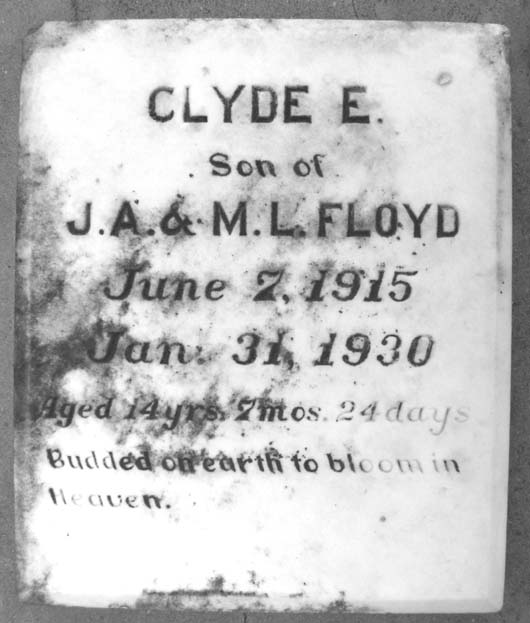 CLYDE E.
Son of
J.A. & M.L. FLOYD
June 7, 1915
Jan. 31, 1930
Aged 14 yrs. 7 mos. 24 days
Budded on earth to bloom in
Heaven.